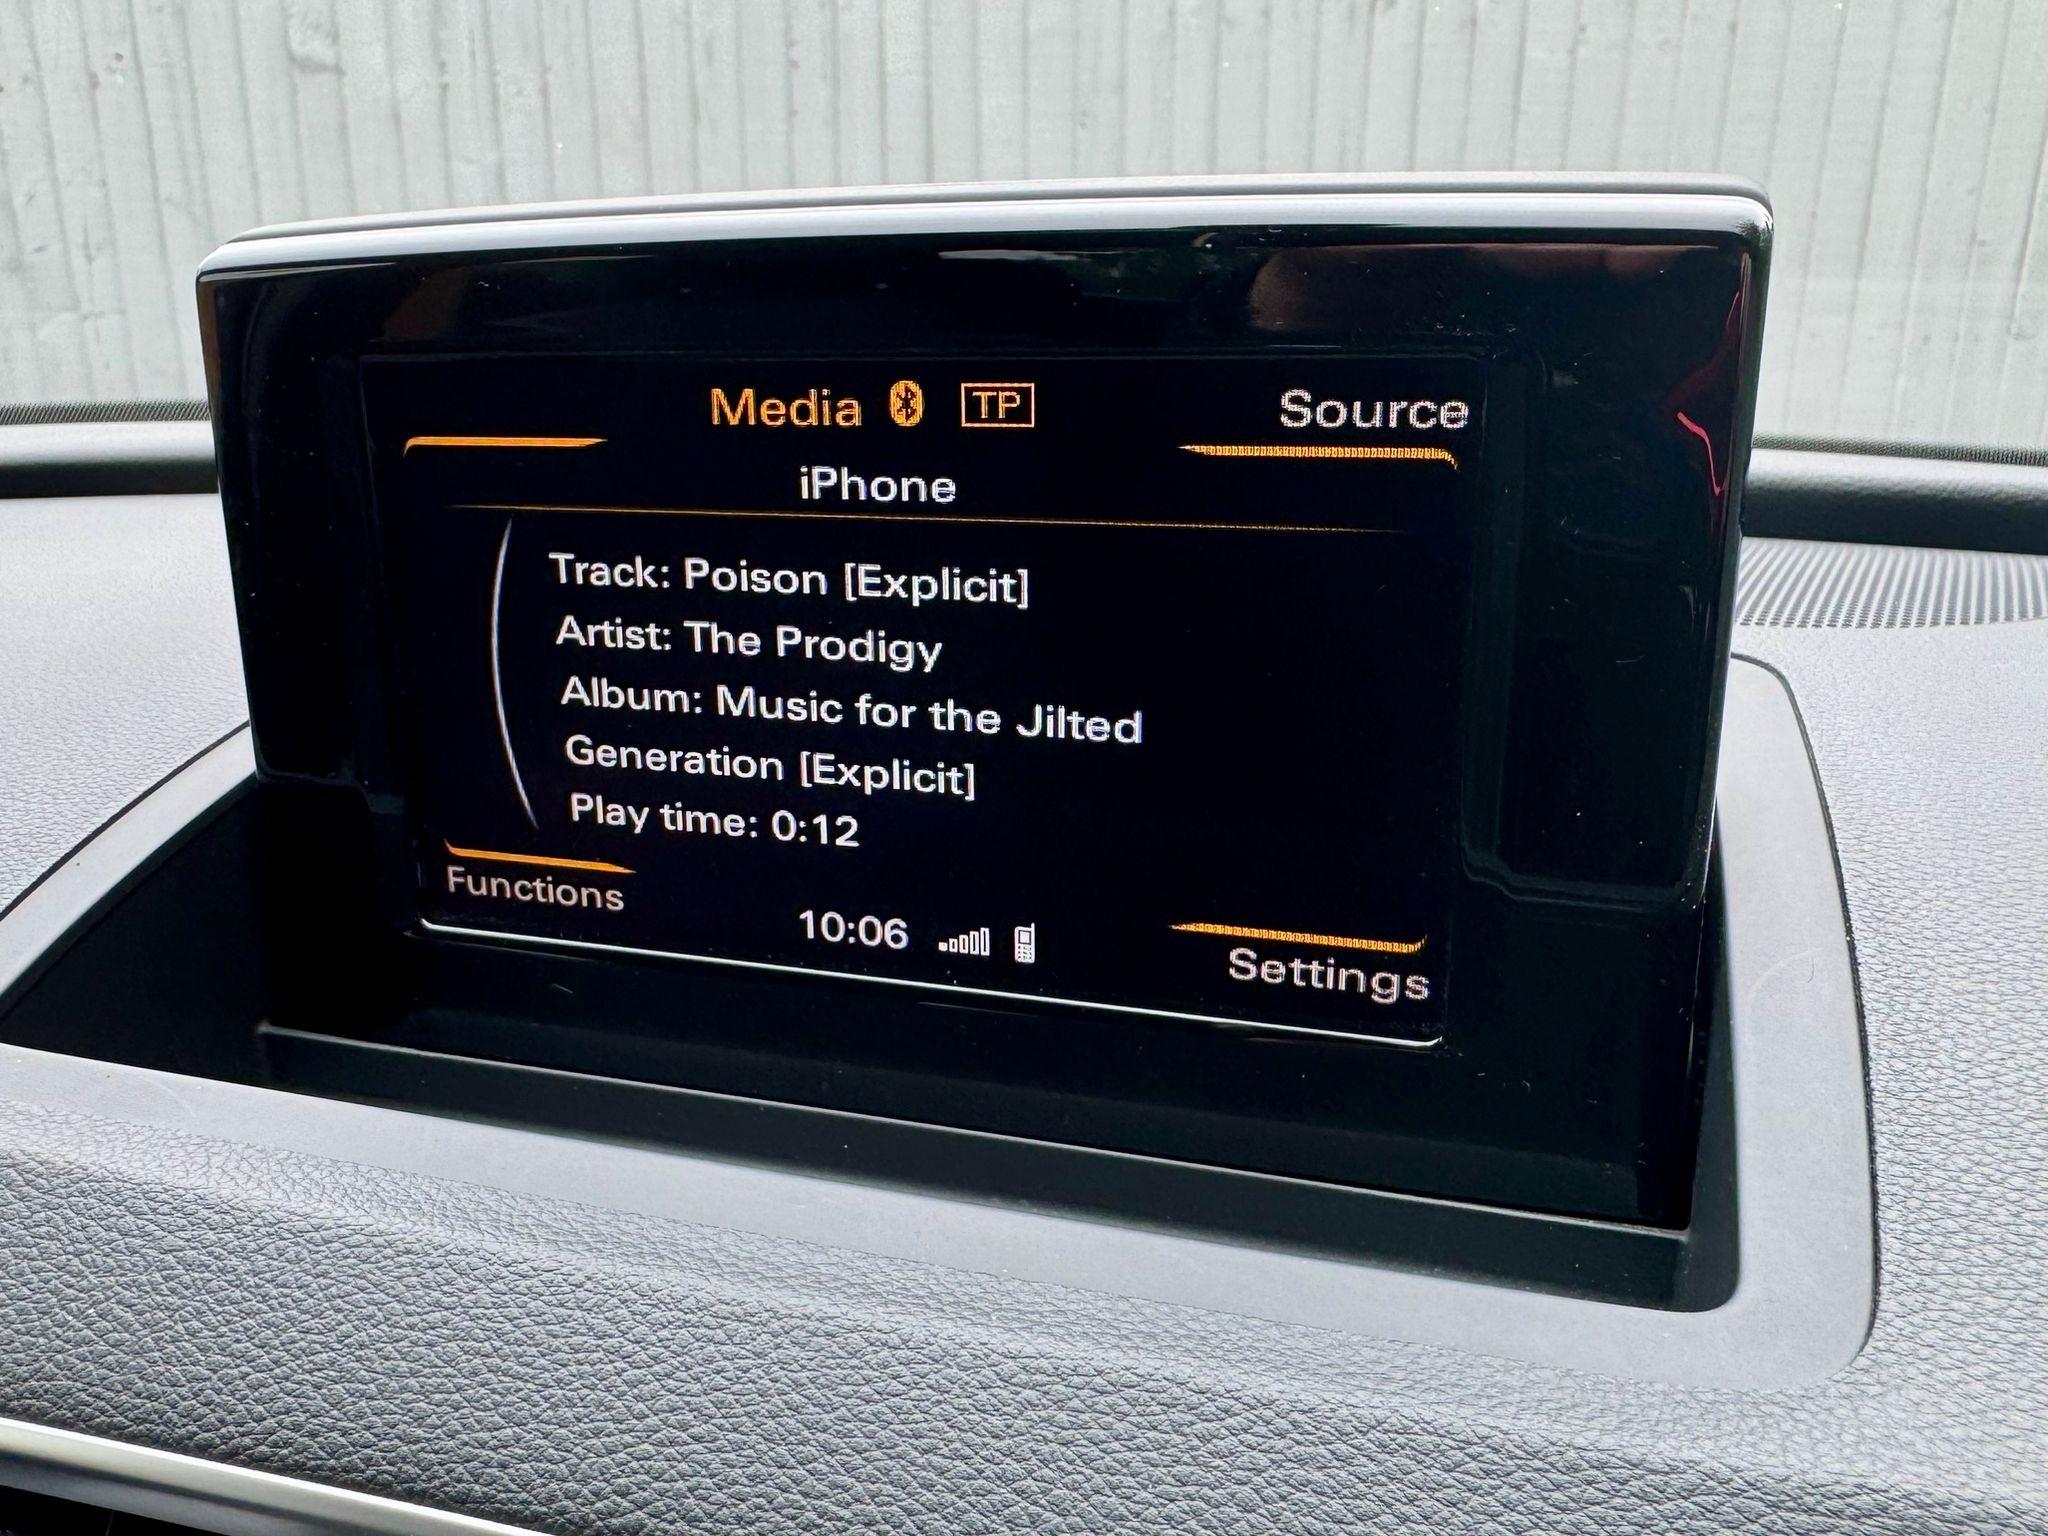 Media TP Source
iPhone
Track: Poison [Explicit]
Artist: The Prodigy
Album: Music for the Jilted
Generation [Explicit]
Play time: 0:12
Functions
10:06
Settings